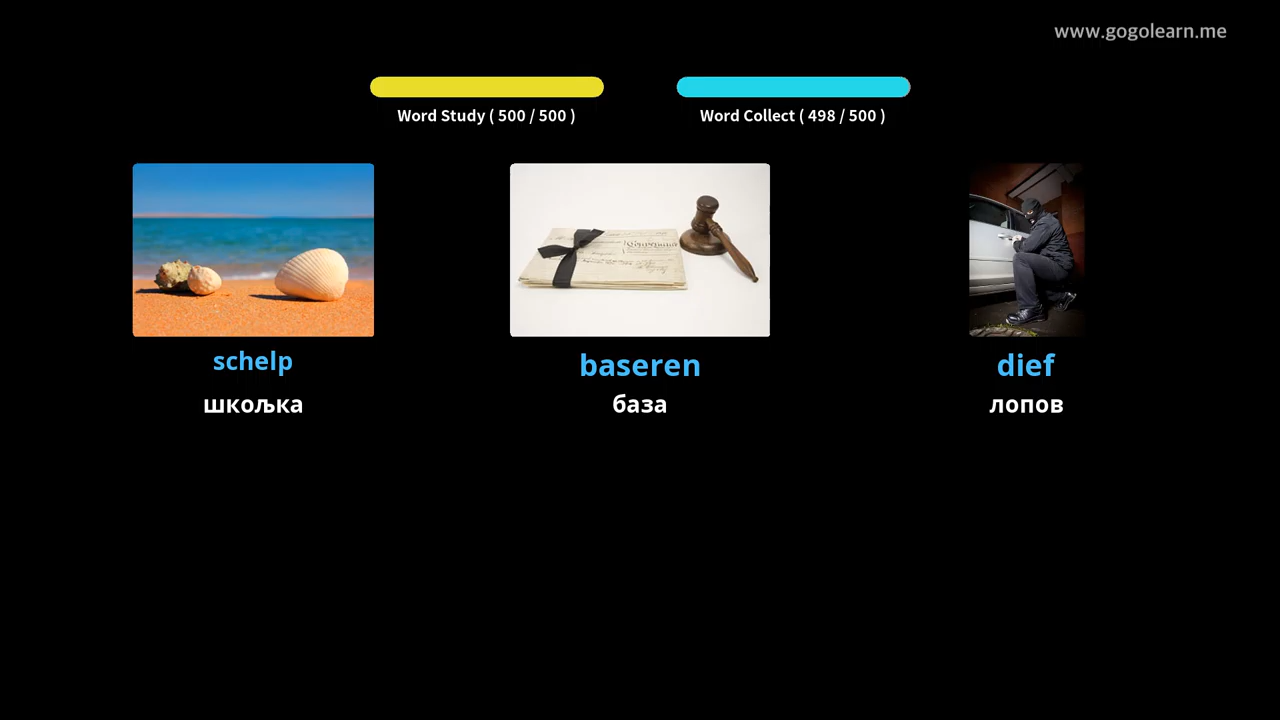 www.gogolearn.me
Word Study ( 500 / 500 )
Word Collect ( 498 / 500 )
schelp
baseren
dief
школька
база
лопов